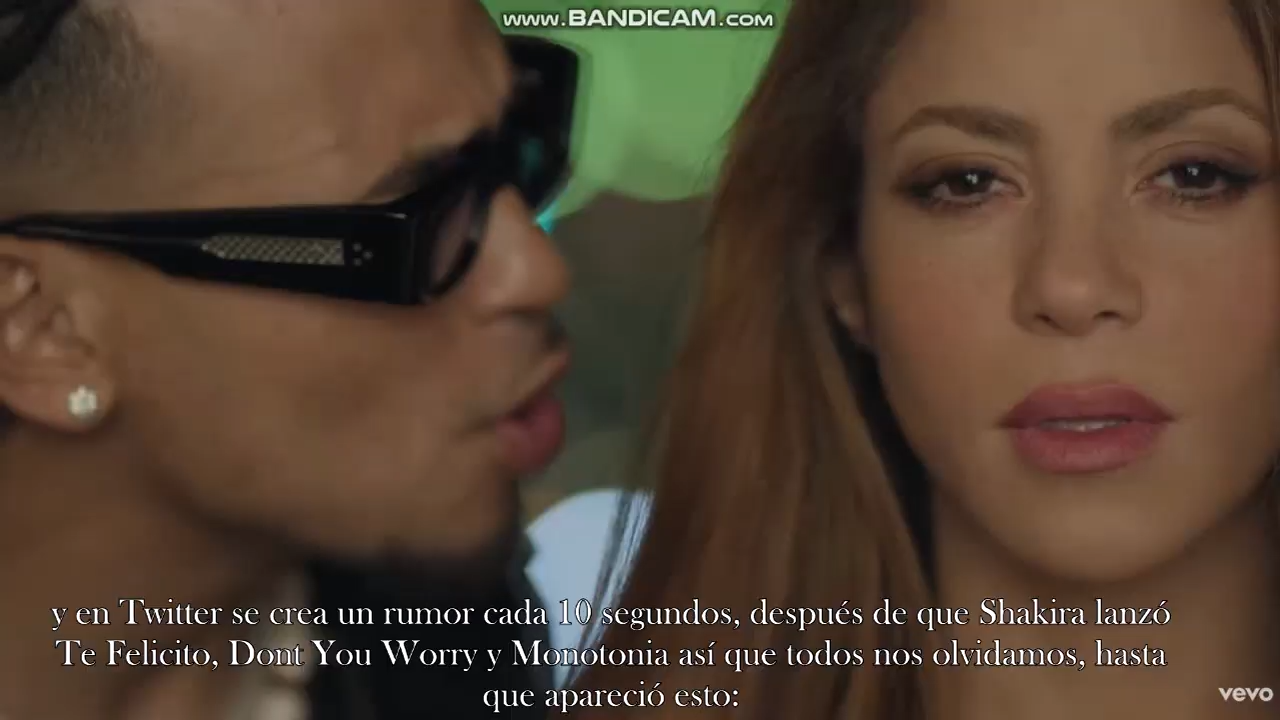 www.BANDICAM.com
y en Twitter se crea un rumor cada 10 segundos, después de que Shakira lanzó
Te Felicito, Dont You Worry y Monotonia así que todos nos olvidamos, hasta
que apareció esto:
vevo